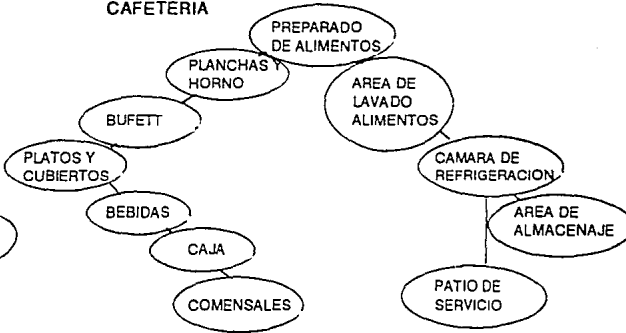 CAFETERIA
PREPARADO
DE ALIMENTOS
PLANCHAS Y
HORNO
AREA DE
LAVADO
ALIMENTOS
BUFETT
PLATOS Y
CUBIERTOS
CAMARA DE
REFRIGERACION
BEBIDAS
AREA DE
ALMACENAJE
CAJA
PATIO DE
SERVICIO
COMENSALES